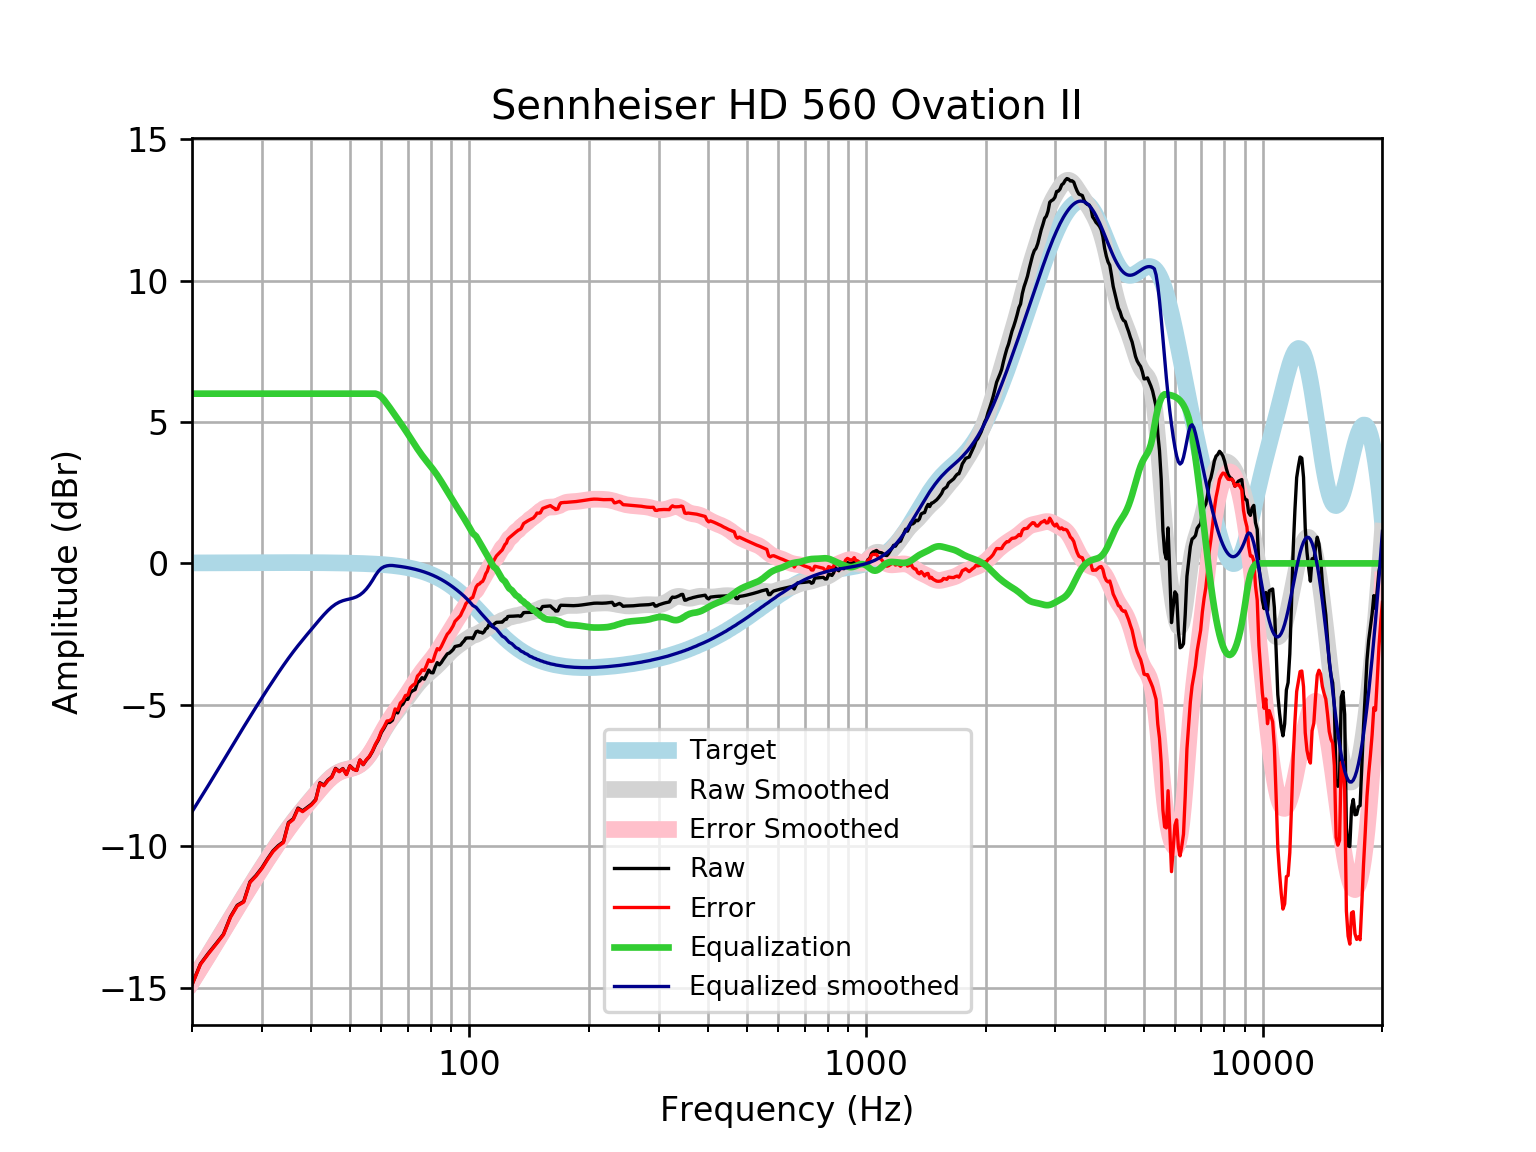 Sennheiser HD 560 Ovation II
15
10
5
0
−5
−10
−15
Amplitude (dBr)
Target
Raw Smoothed
Error Smoothed
Raw
Error
Equalization
Equalized smoothed
100
1000
10000
Frequency (Hz)